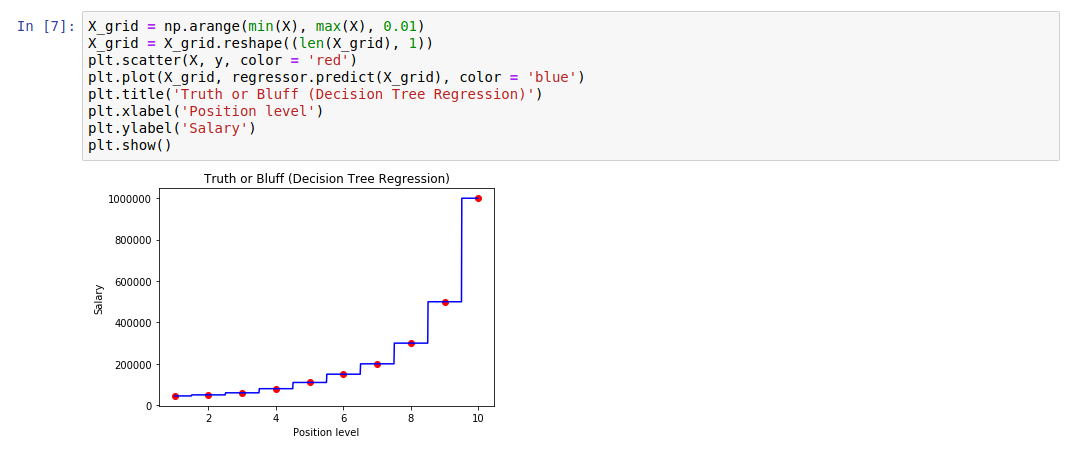 In [7]: X_grid = np.arange(min(X), max(X), 0.01)
X_grid = X_grid.reshape((len(X_grid), 1))
plt.scatter(X, y, color = 'red')
plt.plot(X_grid, regressor.predict(X_grid), color = 'blue')
plt.title('Truth or Bluff (Decision Tree Regression)')
plt.xlabel('Position level')
plt.ylabel('Salary')
plt.show()
Truth or Bluff (Decision Tree Regression)
1000000
800000
600000
400000
200000
0
Salary
2 4 6 8 10
Position level